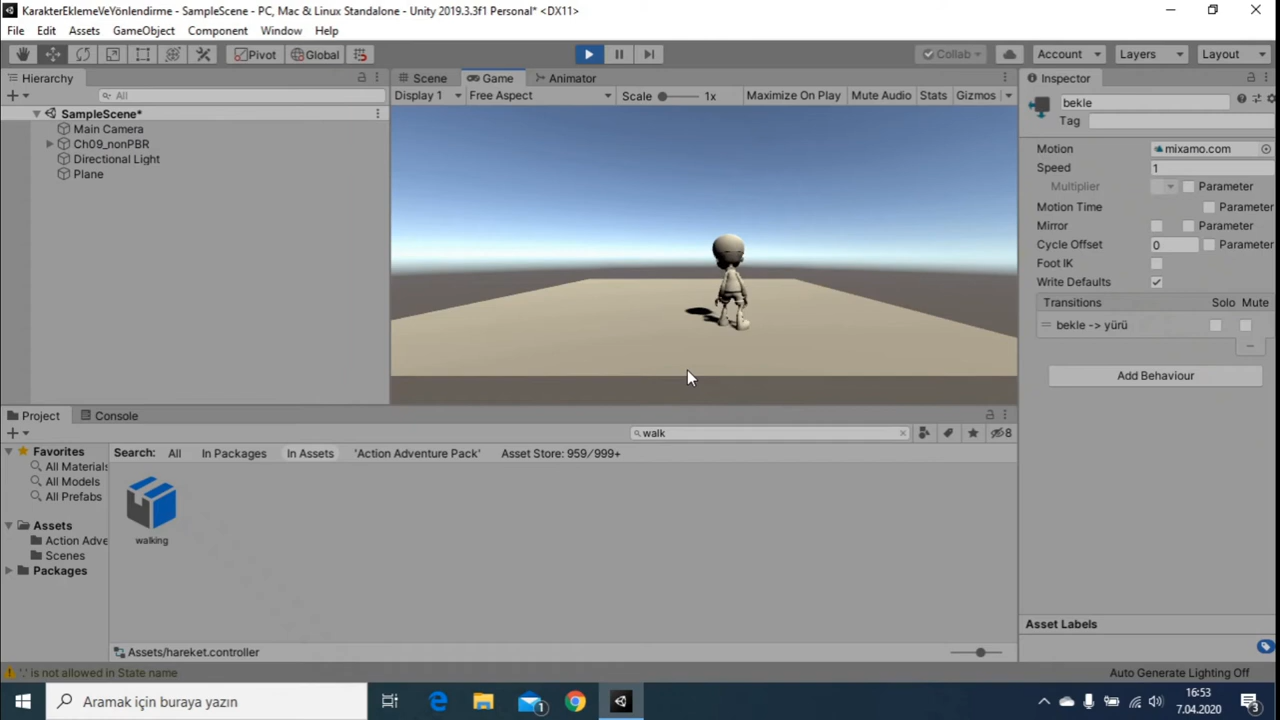 KarakterEklemeVeYönlendirme - SampleScene - PC, Mac & Linux Standalone - Unity 2019.3.3f1 Personal* <DX11>
File Edit Assets GameObject Component Window Help
Pivot Global Collab Account Layers Layout
Hierarchy Scene Game Animator Inspector
All
Display 1 Free Aspect Scale 1x Maximize On Play Mute Audio Stats Gizmos
bekle
Tag
SampleScene*
Main Camera
Ch09_nonPBR
Directional Light
Plane
Motion mixamo.com
Speed 1
Multiplier Parameter
Motion Time Parameter
Mirror Parameter
Cycle Offset 0 Parameter
Foot IK
Write Defaults
Transitions Solo Mute
bekle -> yürü
Add Behaviour
Project Console
walk
8
Favorites
All Materials
All Models
All Prefabs
Assets
Action Adve
Scenes
Packages
Search: All In Packages In Assets 'Action Adventure Pack' Asset Store: 959/999+
walking
Assets/hareket.controller
Asset Labels
'.' is not allowed in State name
Auto Generate Lighting Off
Aramak için buraya yazın
1
16:53
7.04.2020
3